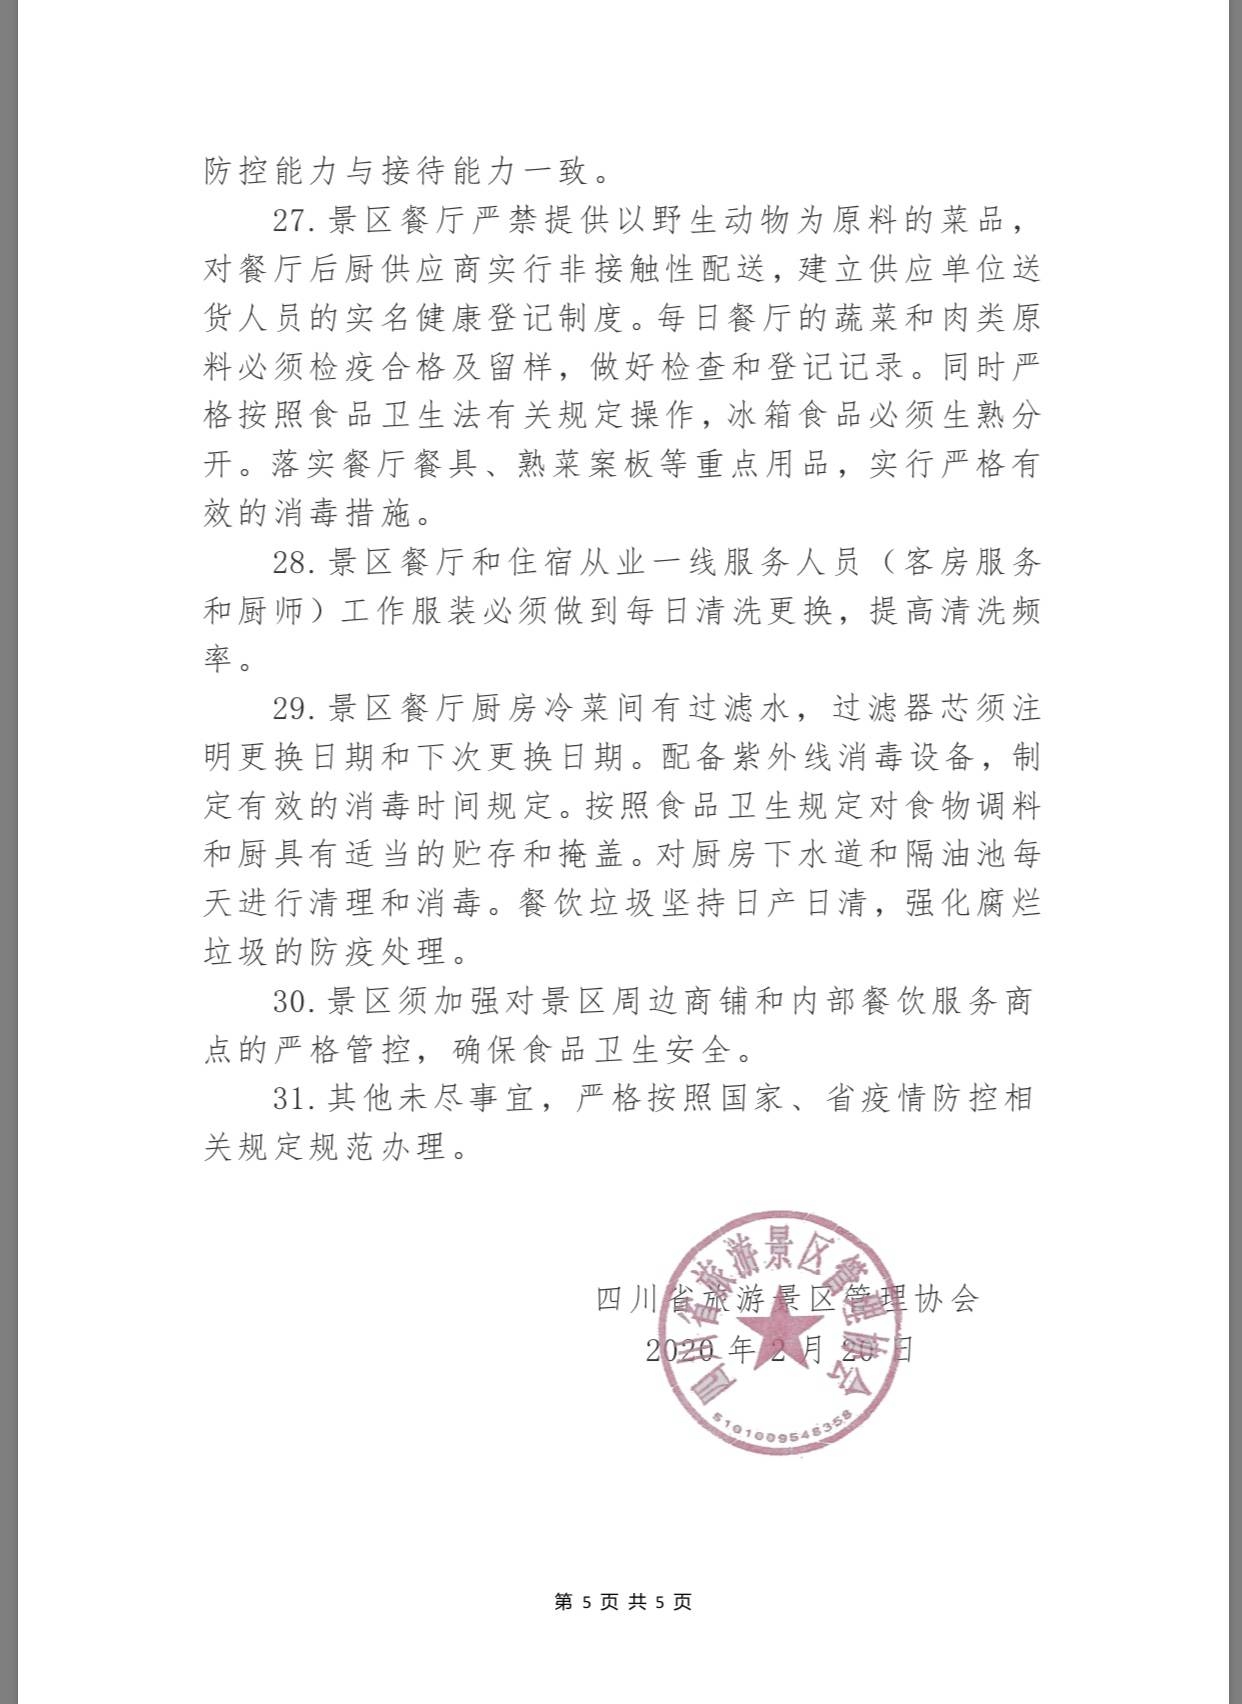 防控能力与接待能力一致。
27.景区餐厅严禁提供以野生动物为原料的菜品，
对餐厅后厨供应商实行非接触性配送，建立供应单位送
货人员的实名健康登记制度。每日餐厅的蔬菜和肉类原
料必须检疫合格及留样，做好检查和登记记录。同时严
格按照食品卫生法有关规定操作，冰箱食品必须生熟分
开。落实餐厅餐具、熟菜案板等重点用品，实行严格有
效的消毒措施。
28.景区餐厅和住宿从业一线服务人员（客房服务
和厨师）工作服装必须做到每日清洗更换，提高清洗频
率。
29.景区餐厅厨房冷菜间有过滤水，过滤器芯须注
明更换日期和下次更换日期。配备紫外线消毒设备，制
定有效的消毒时间规定。按照食品卫生规定对食物调料
和厨具有适当的贮存和掩盖。对厨房下水道和隔油池每
天进行清理和消毒。餐饮垃圾坚持日产日清，强化腐烂
垃圾的防疫处理。
30.景区须加强对景区周边商铺和内部餐饮服务商
点的严格管控，确保食品卫生安全。
31.其他未尽事宜，严格按照国家、省疫情防控相
关规定规范办理。
四川省旅游景区管理协会
2020 年 2 月 20 日
四川省旅游景区管理协会
5101009548358
第 5 页 共 5 页